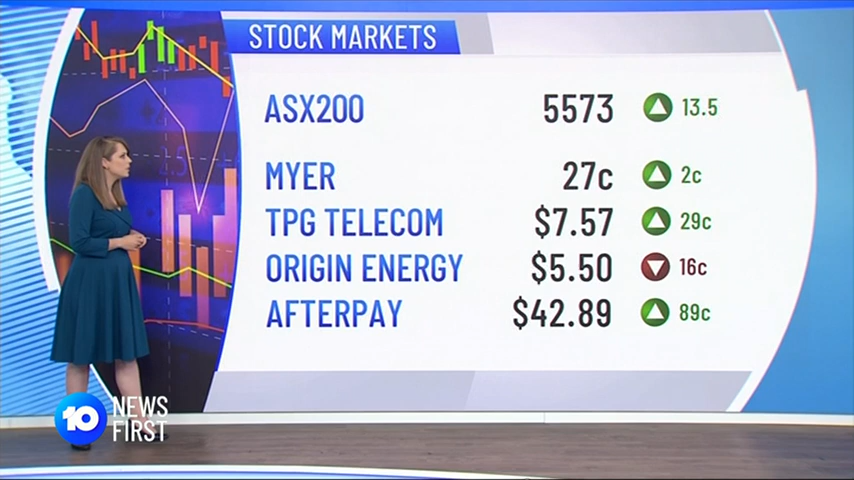 STOCK MARKETS
ASX200 5573 13.5
MYER 27c 2c
TPG TELECOM $7.57 29c
ORIGIN ENERGY $5.50 16c
AFTERPAY $42.89 89c
10 NEWS
FIRST